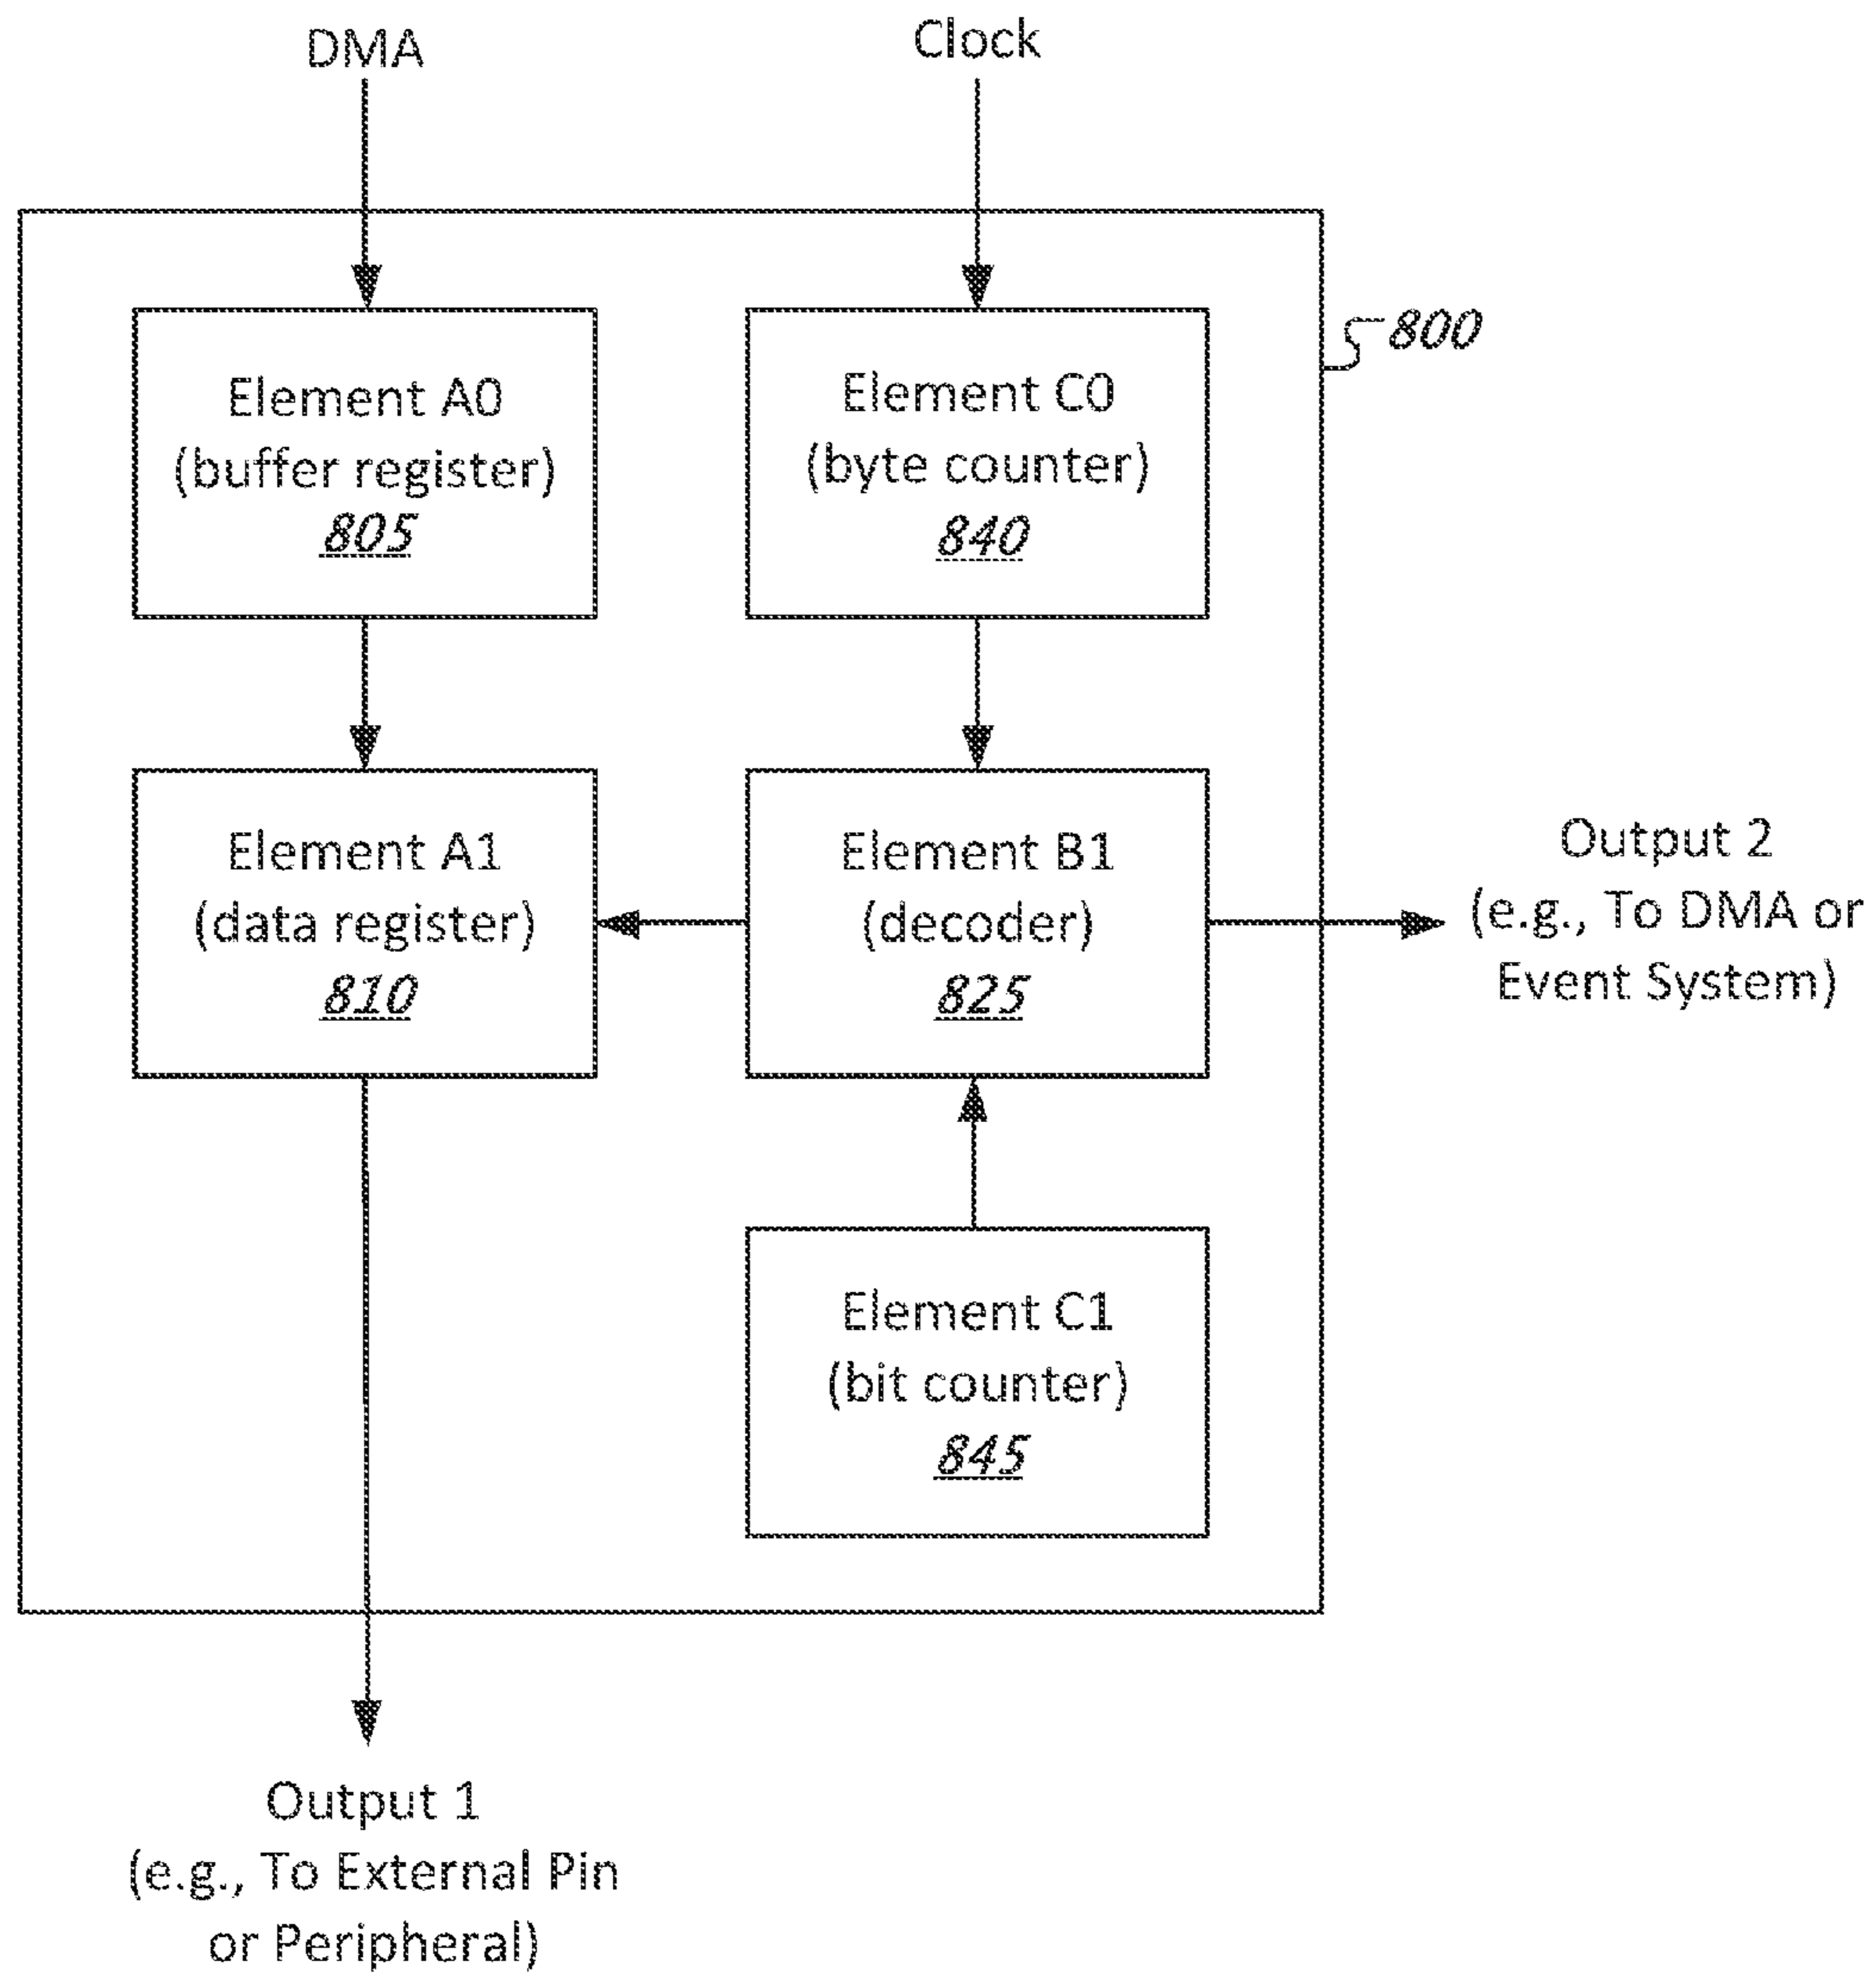 DMA
Clock
Element A0
(buffer register)
805
Element C0
(byte counter)
840
800
Element A1
(data register)
810
Element B1
(decoder)
825
Output 2
(e.g., To DMA or
Event System)
Element C1
(bit counter)
845
Output 1
(e.g., To External Pin
or Peripheral)